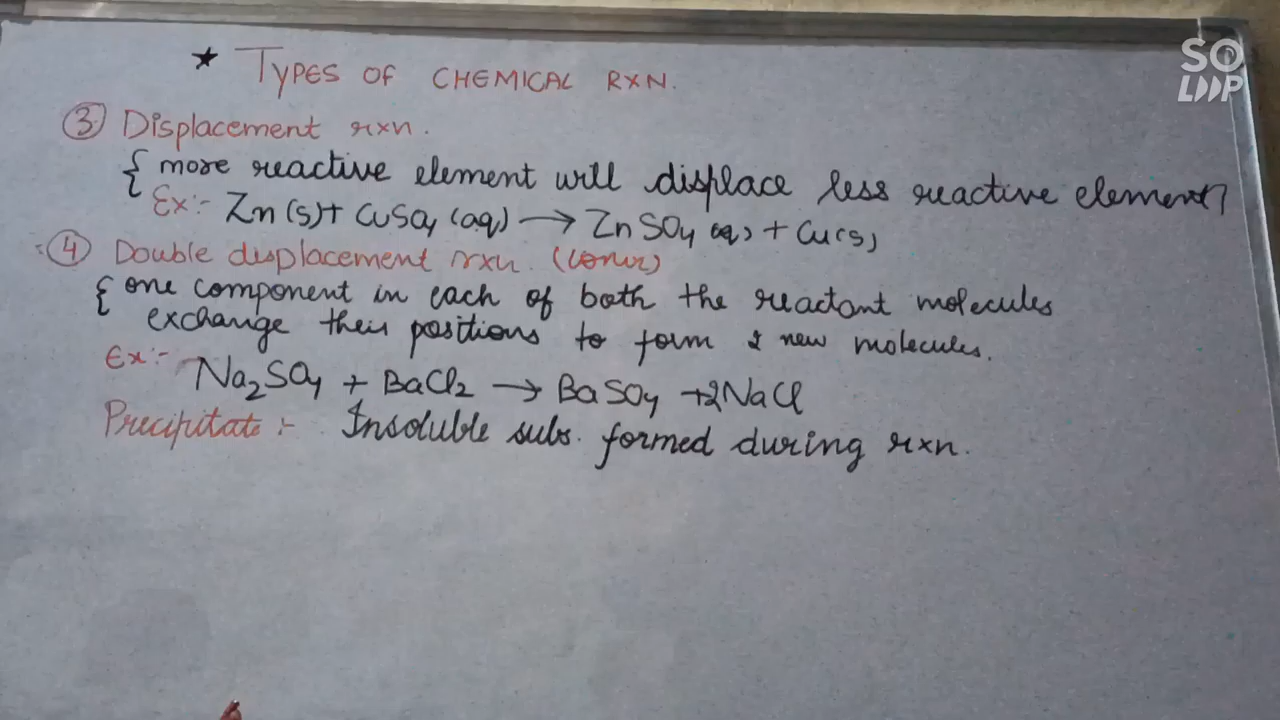 ★ TYPES OF CHEMICAL RXN.
③ Displacement rxn.
{ more reactive element will displace less reactive element}
Ex:- Zn(s) + CuSO4 (aq) → ZnSO4 (aq) + Cu(s)
④ Double displacement rxn.
{ one component in each of both the reactant molecules
exchange their positions to form 2 new molecules.
Ex:- Na2SO4 + BaCl2 → BaSO4 + 2NaCl
Precipitate :- Insoluble subs. formed during rxn.
SO
LOOP